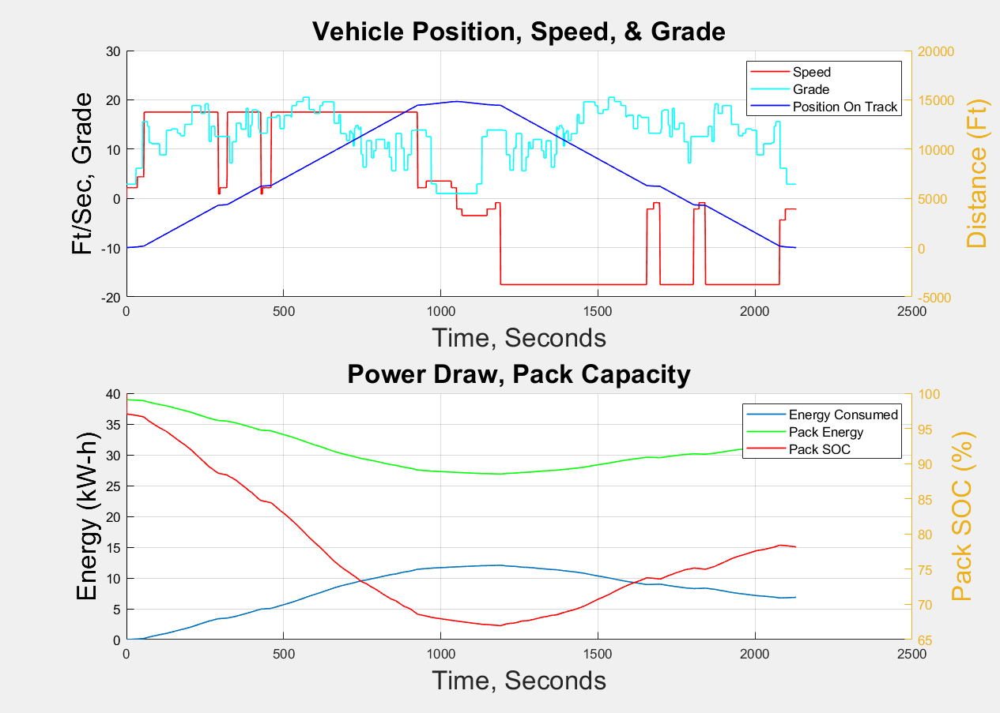 Vehicle Position, Speed, & Grade
30
20
10
0
-10
-20
Ft/Sec, Grade
20000
15000
10000
5000
0
-5000
Distance (Ft)
Speed
Grade
Position On Track
0 500 1000 1500 2000 2500
Time, Seconds
Power Draw, Pack Capacity
40
35
30
25
20
15
10
5
0
Energy (kW-h)
100
95
90
85
80
75
70
65
Pack SOC (%)
Energy Consumed
Pack Energy
Pack SOC
0 500 1000 1500 2000 2500
Time, Seconds